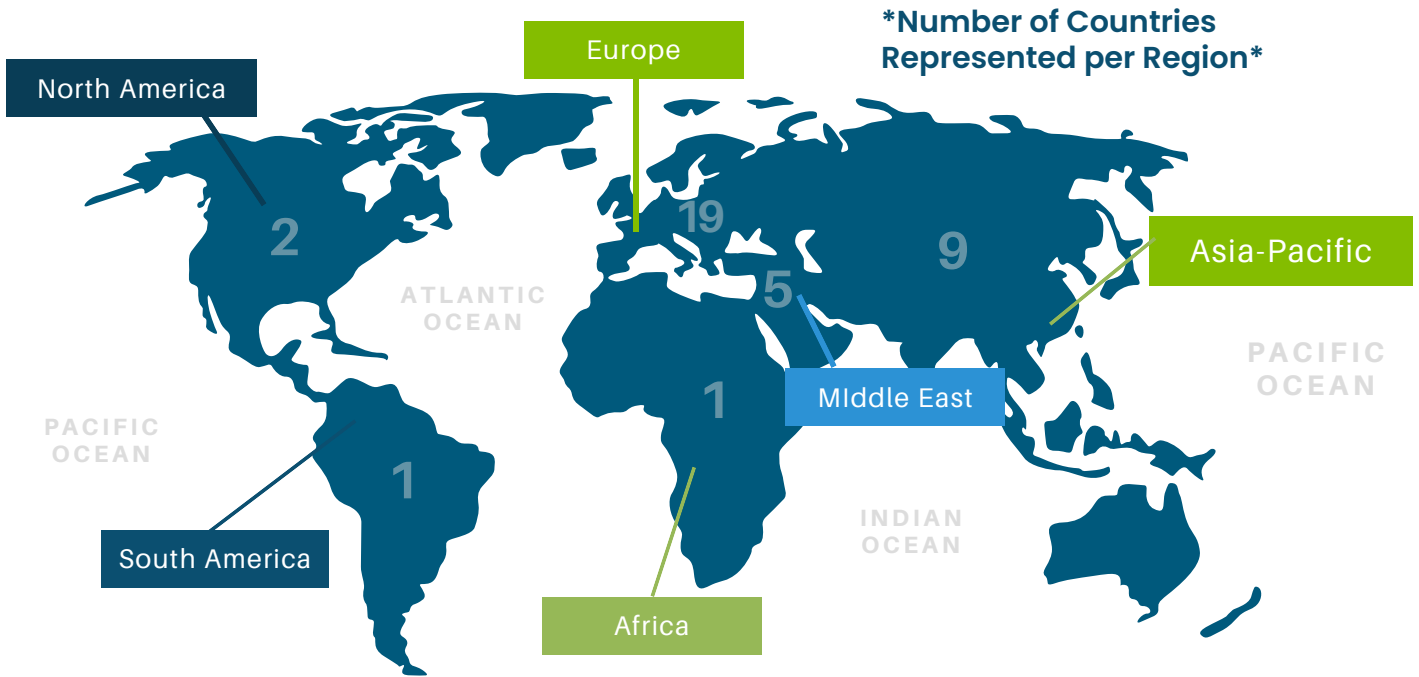 *Number of Countries
Represented per Region*
Europe
North America
19
2
9
Asia-Pacific
5
ATLANTIC
OCEAN
PACIFIC
OCEAN
1
MIddle East
PACIFIC
OCEAN
1
INDIAN
OCEAN
South America
Africa